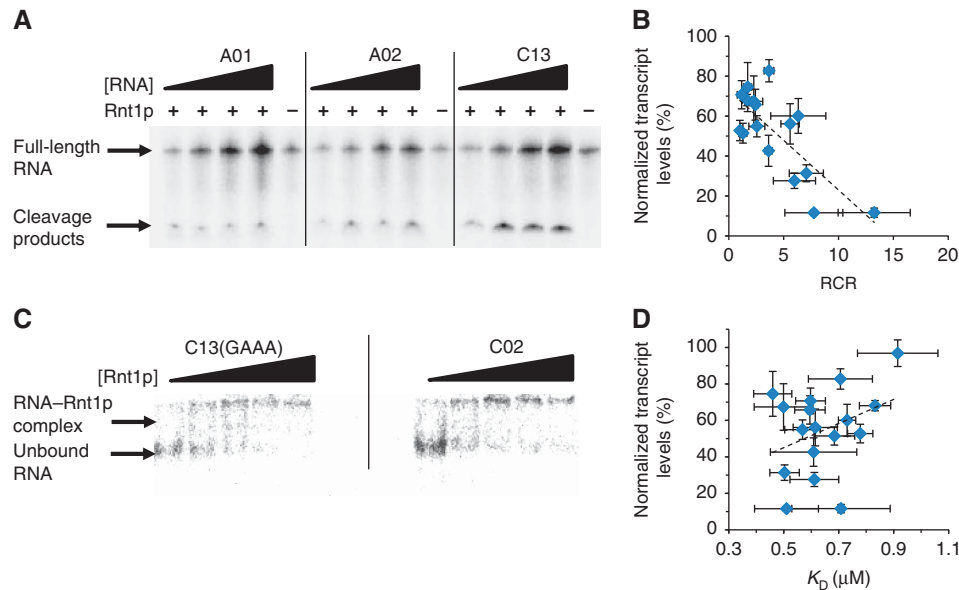 A
A01 A02 C13
[RNA]
Rnt1p + + + + − + + + + − + + + + −
Full-length
RNA
Cleavage
products
B
Normalized transcript
levels (%)
100
80
60
40
20
0
0 5 10 15 20
RCR
C
C13(GAAA) C02
[Rnt1p]
RNA–Rnt1p
complex
Unbound
RNA
D
Normalized transcript
levels (%)
100
80
60
40
20
0
0.3 0.5 0.7 0.9 1.1
KD (μM)